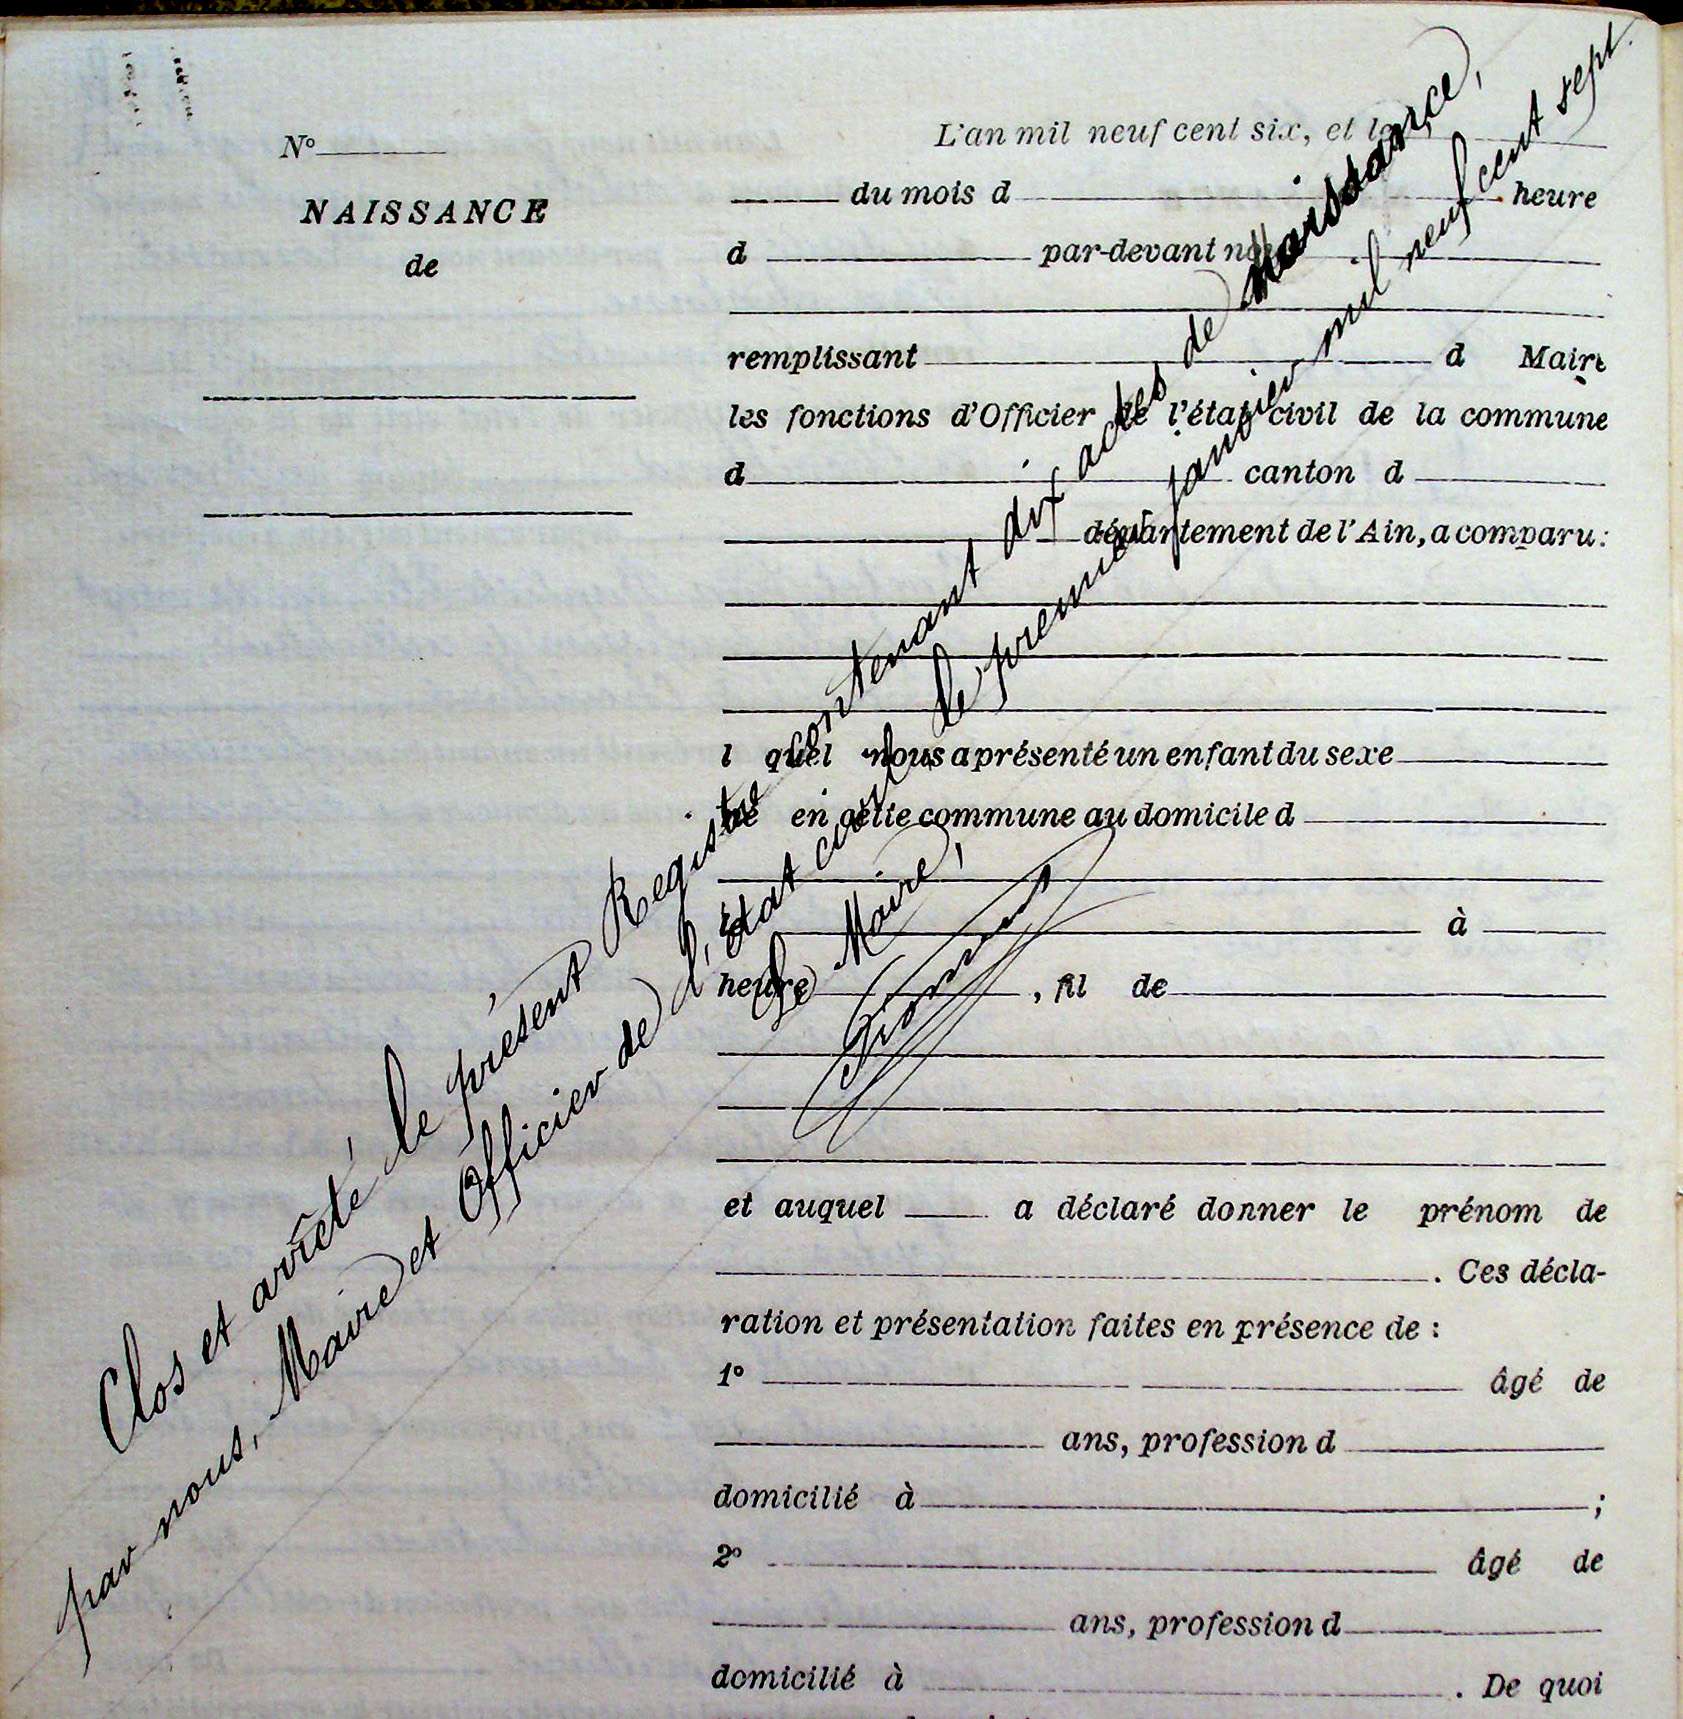 N°
NAISSANCE
de
L'an mil neuf cent six, et le
du mois d heure
d par-devant nous
remplissant d Maire
les fonctions d'Officier de l'état civil de la commune
d canton d
département de l'Ain, a comparu:
l quel nous a présenté un enfant du sexe
né en cette commune au domicile d
à
heure , fil de
et auquel a déclaré donner le prénom de
. Ces décla-
ration et présentation faites en présence de :
1° âgé de
ans, profession d
domicilié à ;
2° âgé de
ans, profession d
domicilié à . De quoi
Clos et arrêté le présent Registre contenant dix actes de Naissance,
par nous, Maire et Officier de l'État civil, le premier janvier mil neuf cent sept.
Le Maire,